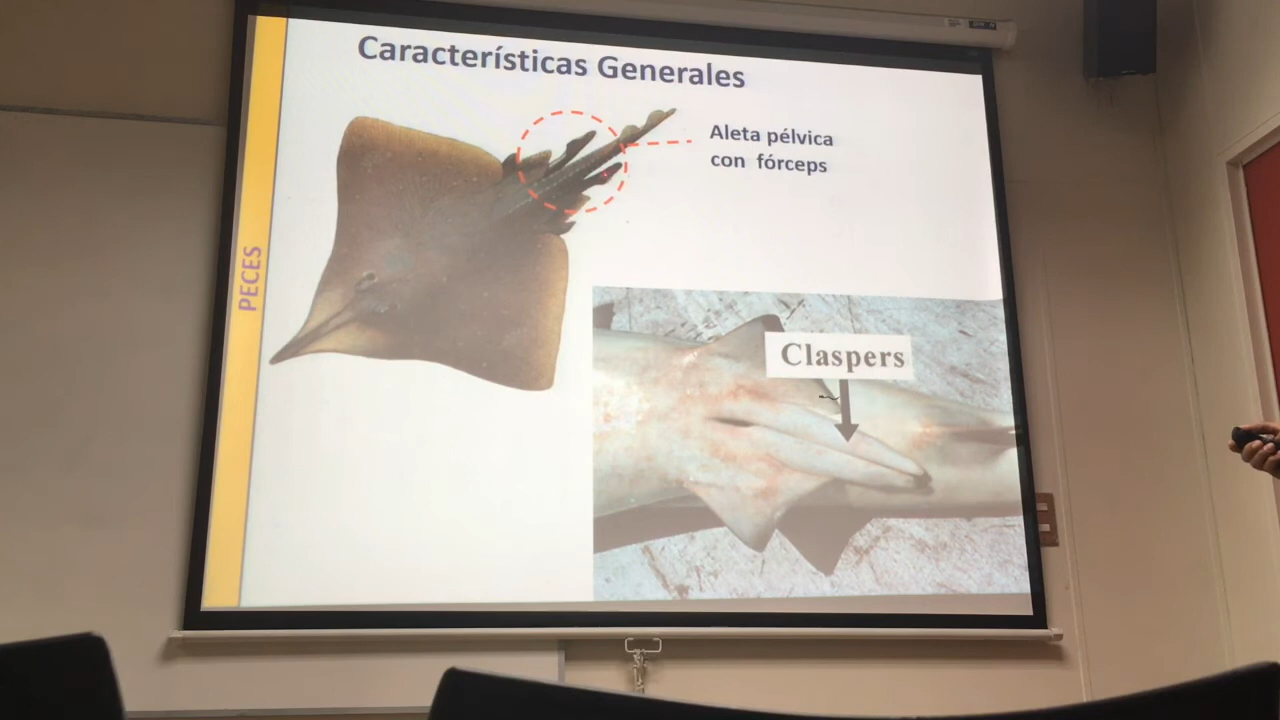 Características Generales
Aleta pélvica
con fórceps
PECES
Claspers